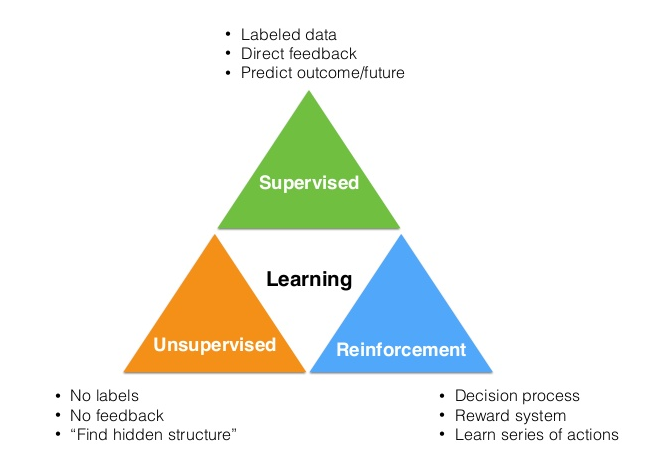 • Labeled data
• Direct feedback
• Predict outcome/future
Supervised
Learning
Unsupervised
Reinforcement
• No labels
• No feedback
• “Find hidden structure”
• Decision process
• Reward system
• Learn series of actions